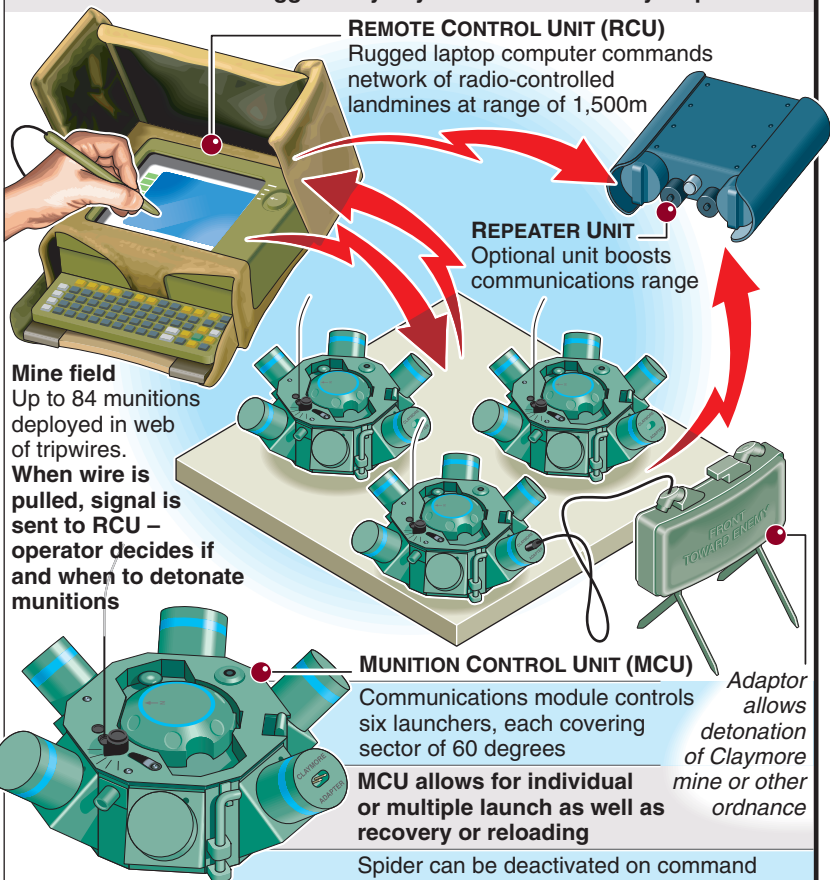 REMOTE CONTROL UNIT (RCU)
Rugged laptop computer commands
network of radio-controlled
landmines at range of 1,500m
REPEATER UNIT
Optional unit boosts
communications range
Mine field
Up to 84 munitions
deployed in web
of tripwires.
When wire is
pulled, signal is
sent to RCU –
operator decides if
and when to detonate
munitions
FRONT
TOWARD ENEMY
MUNITION CONTROL UNIT (MCU)
Communications module controls
six launchers, each covering
sector of 60 degrees
MCU allows for individual
or multiple launch as well as
recovery or reloading
Spider can be deactivated on command
Adaptor
allows
detonation
of Claymore
mine or other
ordnance
CLAYMORE
ADAPTER